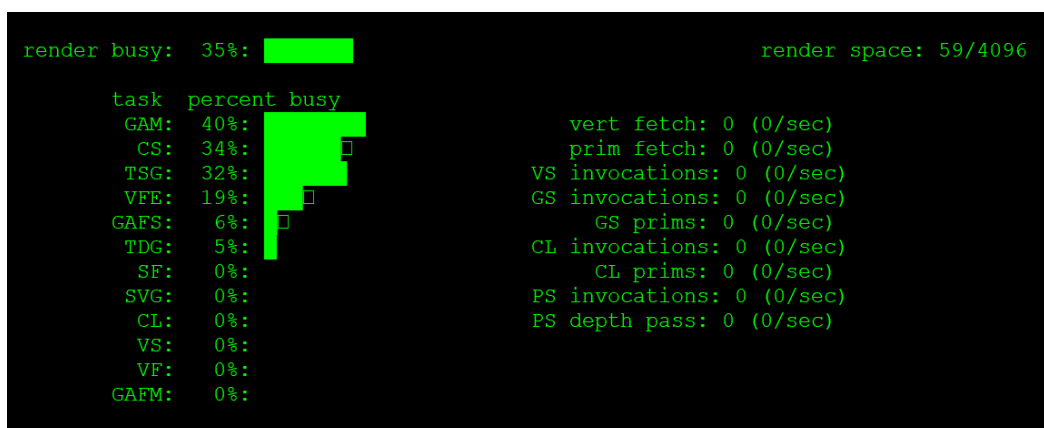 render busy: 35%: render space: 59/4096
task percent busy
GAM: 40%: vert fetch: 0 (0/sec)
CS: 34%: prim fetch: 0 (0/sec)
TSG: 32%: VS invocations: 0 (0/sec)
VFE: 19%: GS invocations: 0 (0/sec)
GAFS: 6%: GS prims: 0 (0/sec)
TDG: 5%: CL invocations: 0 (0/sec)
SF: 0%: CL prims: 0 (0/sec)
SVG: 0%: PS invocations: 0 (0/sec)
CL: 0%: PS depth pass: 0 (0/sec)
VS: 0%:
VF: 0%:
GAFM: 0%: